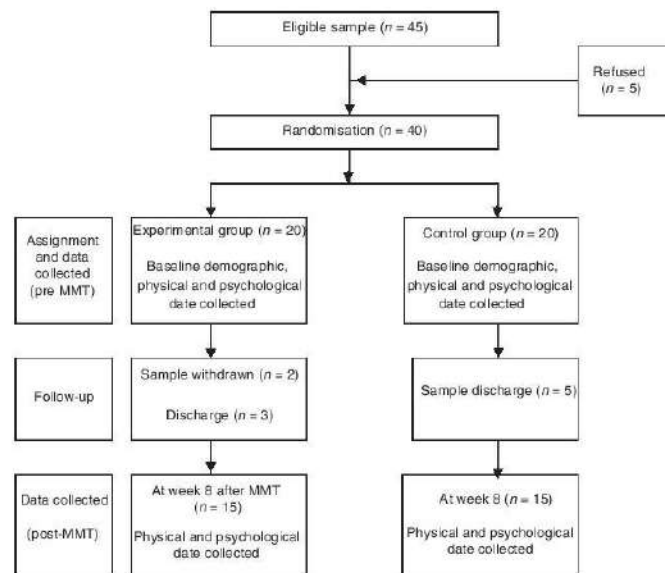 Eligible sample (n = 45)
Refused
(n = 5)
Randomisation (n = 40)
Assignment
and data
collected
(pre MMT)
Experimental group (n = 20)
Baseline demographic,
physical and psychological
date collected
Control group (n = 20)
Baseline demographic,
physical and psychological
date collected
Follow-up
Sample withdrawn (n = 2)
Discharge (n = 3)
Sample discharge (n = 5)
Data collected
(post-MMT)
At week 8 after MMT
(n = 15)
Physical and psychological
date collected
At week 8 (n = 15)
Physical and psychological
date collected